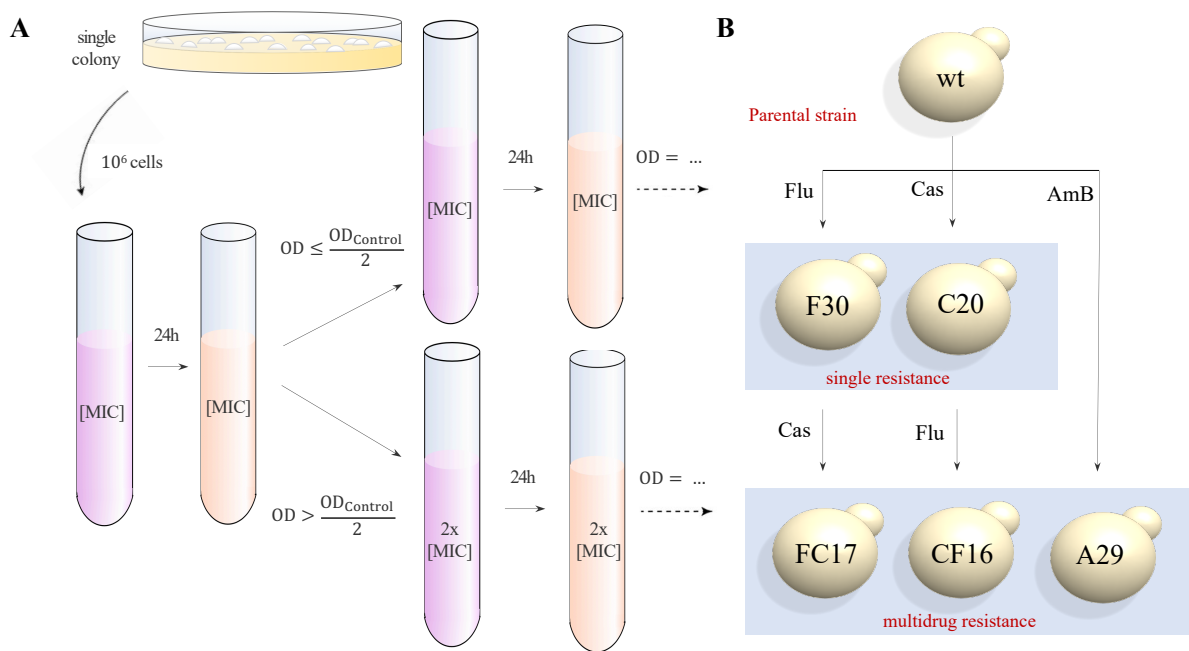 A
single
colony
10⁶ cells
[MIC]
24h
[MIC]
OD ≤ OD_Control/2
OD > OD_Control/2
[MIC]
24h
[MIC]
OD = ...
2x
[MIC]
24h
2x
[MIC]
OD = ...
B
wt
Parental strain
Flu
Cas
AmB
F30
C20
single resistance
Cas
Flu
FC17
CF16
A29
multidrug resistance